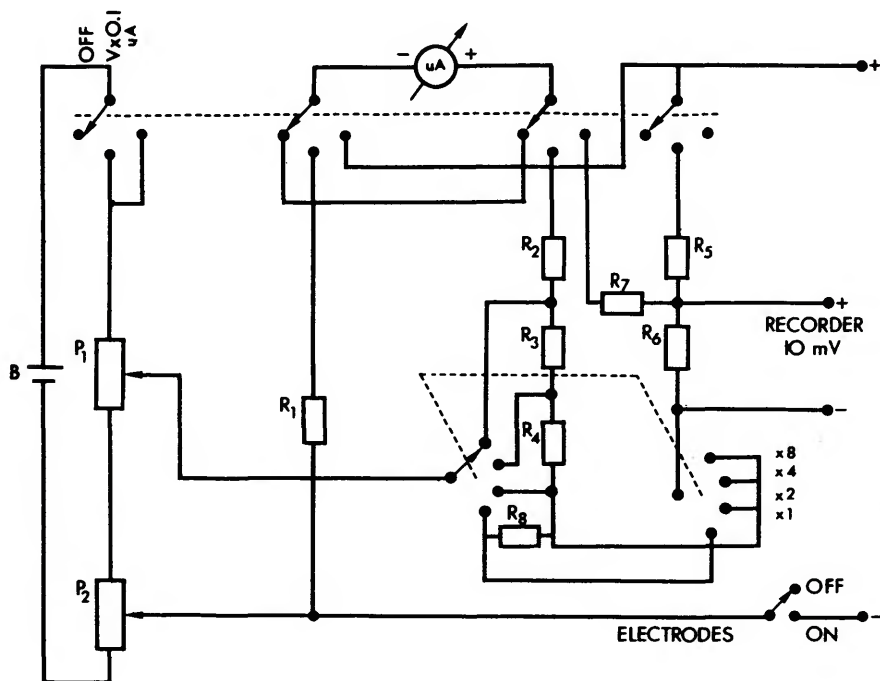 OFF
Vx0.1
uA
- uA +
+
R2
R5
R7
+
RECORDER
10 mV
R3
R6
P1
B
-
R1
R4
x8
x4
x2
x1
R8
P2
OFF
ELECTRODES
ON
-